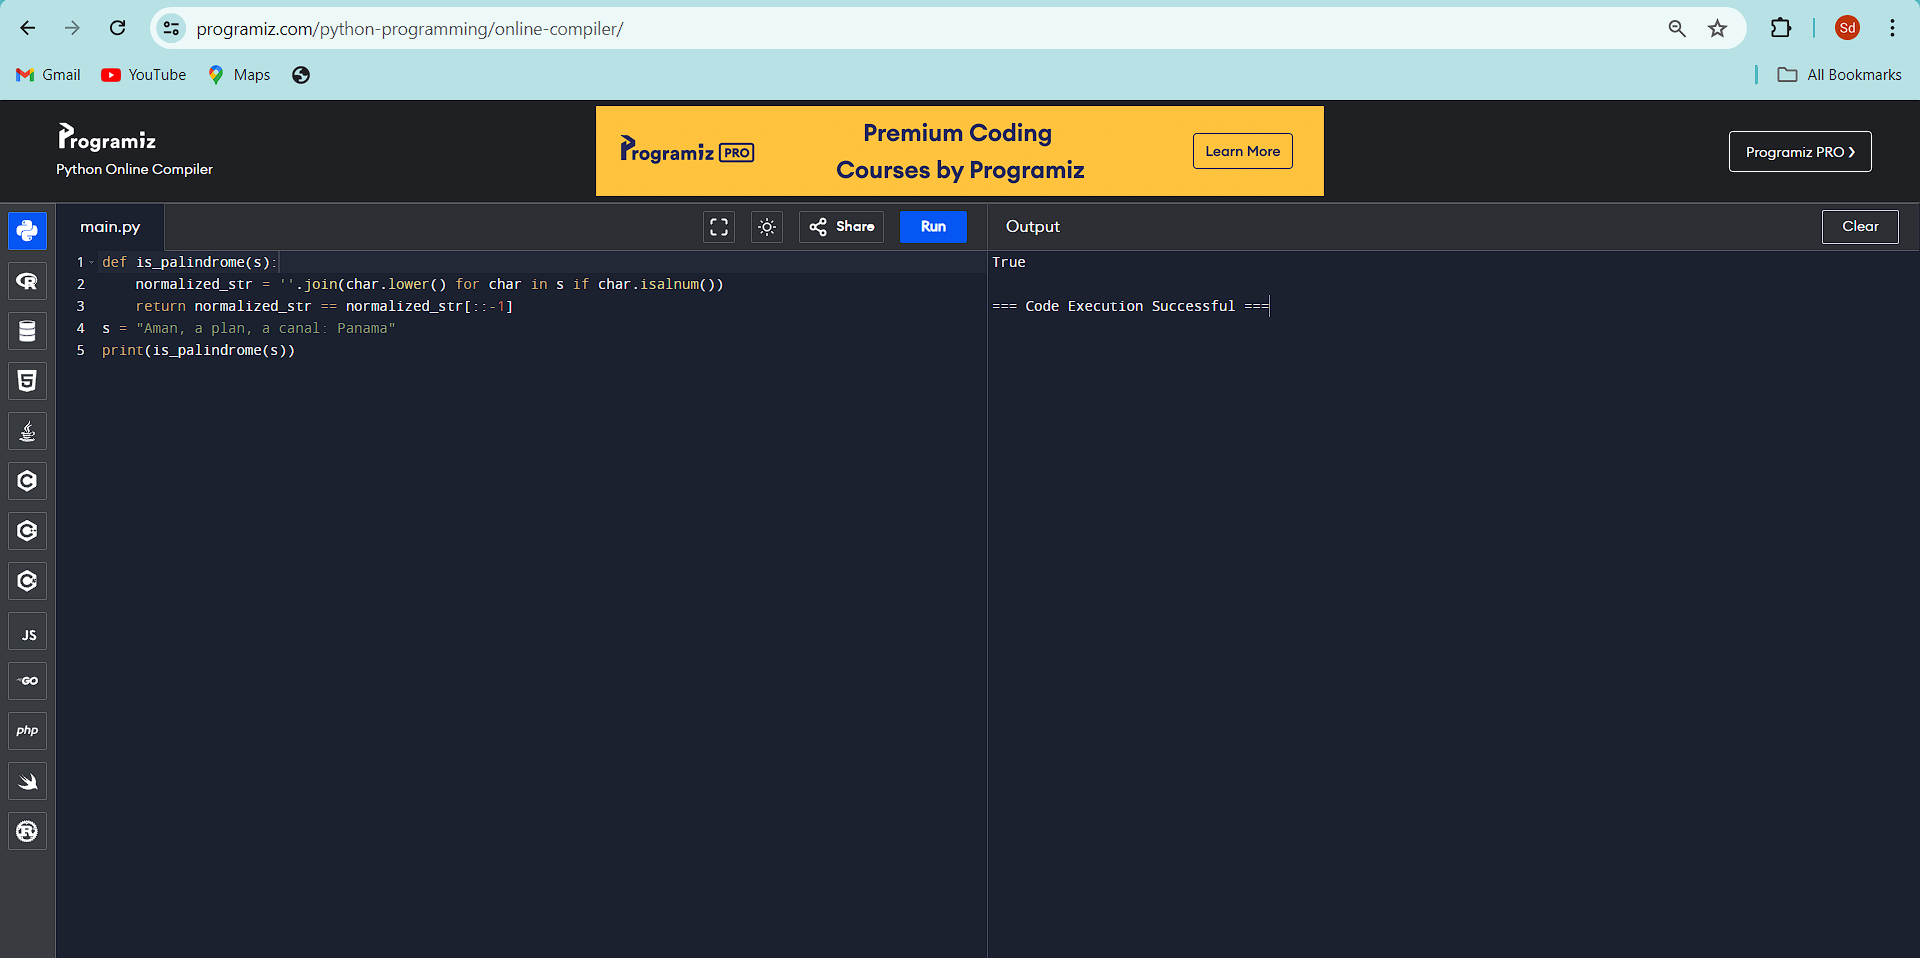 programiz.com/python-programming/online-compiler/
Sd
Gmail YouTube Maps
All Bookmarks
Programiz
Python Online Compiler
Programiz PRO
Premium Coding
Courses by Programiz
Learn More
Programiz PRO ❯
main.py
Share
Run
Output
Clear
1 def is_palindrome(s):
2     normalized_str = ''.join(char.lower() for char in s if char.isalnum())
3     return normalized_str == normalized_str[::-1]
4 s = "Aman, a plan, a canal: Panama"
5 print(is_palindrome(s))
True
=== Code Execution Successful ===
R
5
C
C
C
JS
GO
php
R